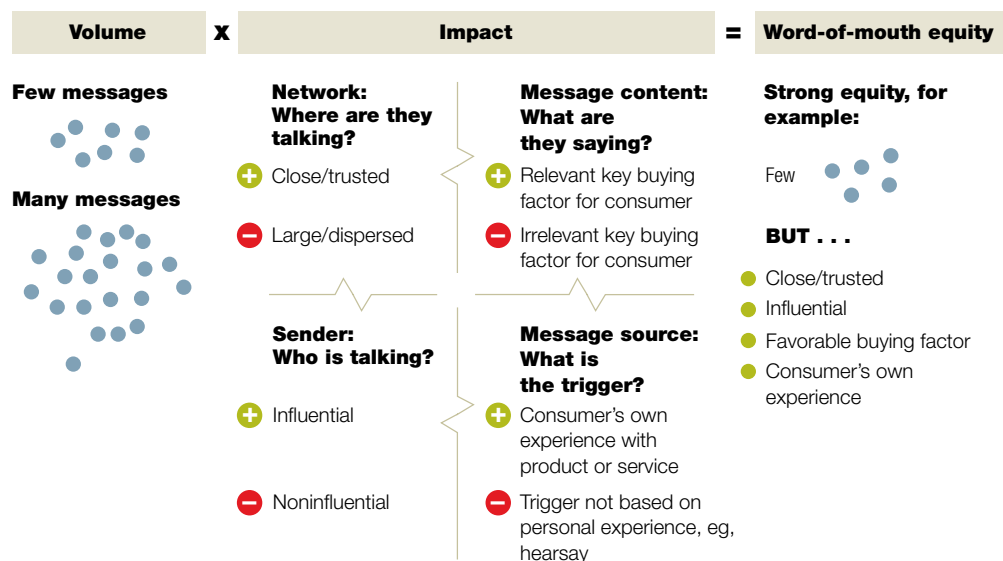 Volume x Impact = Word-of-mouth equity
Few messages
Many messages
Network:
Where are they
talking?
+ Close/trusted
− Large/dispersed
Message content:
What are
they saying?
+ Relevant key buying
factor for consumer
− Irrelevant key buying
factor for consumer
Sender:
Who is talking?
+ Influential
− Noninfluential
Message source:
What is
the trigger?
+ Consumer’s own
experience with
product or service
− Trigger not based on
personal experience, eg,
hearsay
Strong equity, for
example:
Few
BUT . . .
Close/trusted
Influential
Favorable buying factor
Consumer’s own
experience